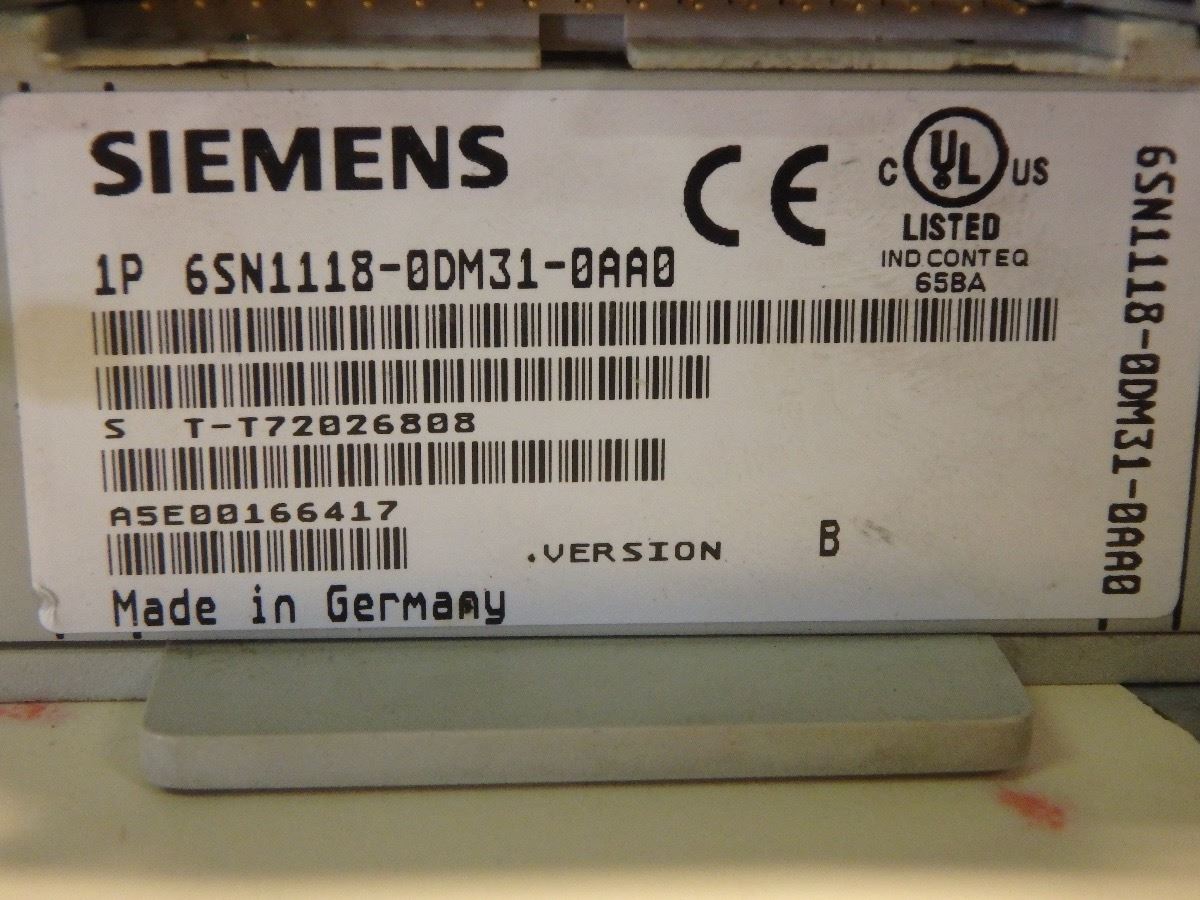 SIEMENS
CE
C UL US
LISTED
IND CONT EQ
65BA
1P 6SN1118-0DM31-0AA0
S T-T72026808
A5E00166417
.VERSION B
Made in Germany
6SN1118-0DM31-0AA0